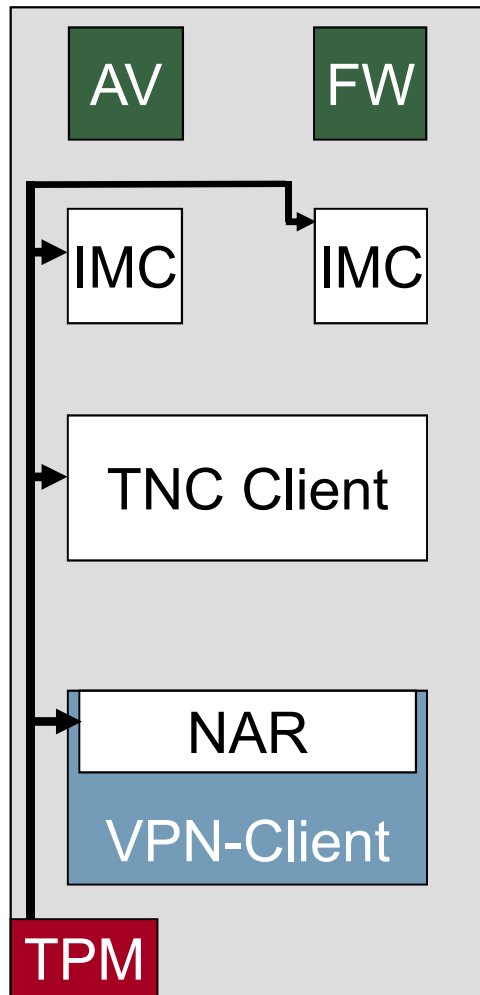 AV
FW
IMC
IMC
TNC Client
NAR
VPN-Client
TPM